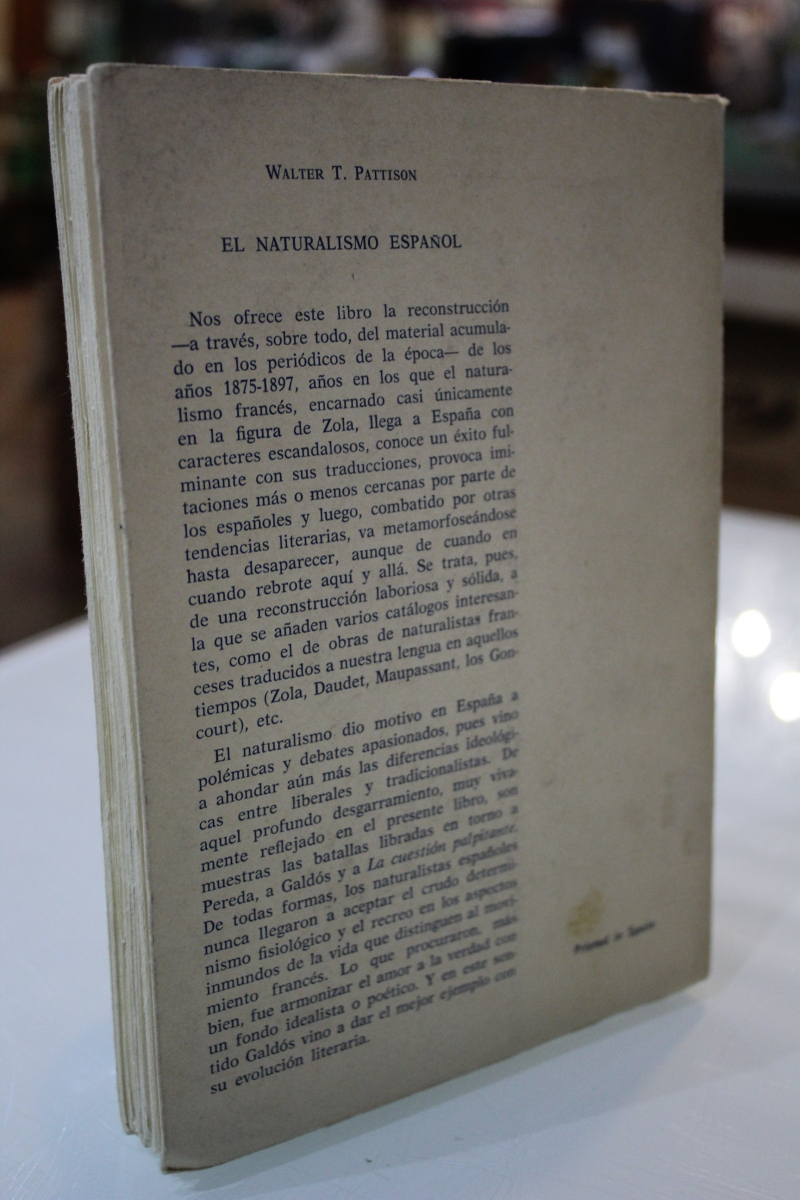 WALTER T. PATTISON
EL NATURALISMO ESPAÑOL
Nos ofrece este libro la reconstrucción
—a través, sobre todo, del material acumula-
do en los periódicos de la época— de los
años 1875-1897, años en los que el natura-
lismo francés, encarnado casi únicamente
en la figura de Zola, llega a España con
caracteres escandalosos, conoce un éxito ful-
minante con sus traducciones, provoca imi-
taciones más o menos cercanas por parte de
los españoles y luego, combatido por otras
tendencias literarias, va metamorfoseándose
hasta desaparecer, aunque de cuando en
cuando rebrote aquí y allá. Se trata, pues,
de una reconstrucción laboriosa y sólida, a
la que se añaden varios catálogos interesan-
tes, como el de obras de naturalistas fran-
ceses traducidos a nuestra lengua en aquellos
tiempos (Zola, Daudet, Maupassant, los Gon-
court), etc.
El naturalismo dio motivo en España a
polémicas y debates apasionados, pues vino
a ahondar aún más las diferencias ideológi-
cas entre liberales y tradicionalistas. De
aquel profundo desgarramiento, muy viva-
mente reflejado en el presente libro, son
muestras las batallas libradas en torno a
Pereda, a Galdós y a La cuestión palpitante.
De todas formas, los naturalistas españoles
nunca llegaron a aceptar el crudo determi-
nismo fisiológico y el recreo en los aspectos
inmundos de la vida que distinguen al movi-
miento francés. Lo que procuraron, más
bien, fue armonizar el amor a la verdad con
un fondo idealista o poético. Y en este sen-
tido Galdós vino a dar el mejor ejemplo con
su evolución literaria.
Printed in Spain